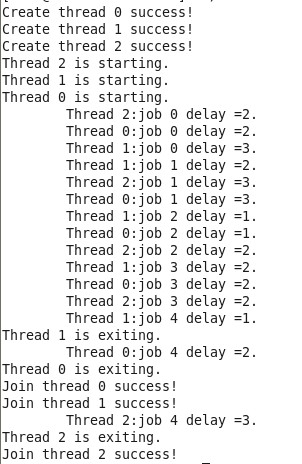 Create thread 0 success!
Create thread 1 success!
Create thread 2 success!
Thread 2 is starting.
Thread 1 is starting.
Thread 0 is starting.
Thread 2:job 0 delay =2.
Thread 0:job 0 delay =2.
Thread 1:job 0 delay =3.
Thread 1:job 1 delay =2.
Thread 2:job 1 delay =3.
Thread 0:job 1 delay =3.
Thread 1:job 2 delay =1.
Thread 0:job 2 delay =1.
Thread 2:job 2 delay =2.
Thread 1:job 3 delay =2.
Thread 0:job 3 delay =2.
Thread 2:job 3 delay =2.
Thread 1:job 4 delay =1.
Thread 1 is exiting.
Thread 0:job 4 delay =2.
Thread 0 is exiting.
Join thread 0 success!
Join thread 1 success!
Thread 2:job 4 delay =3.
Thread 2 is exiting.
Join thread 2 success!